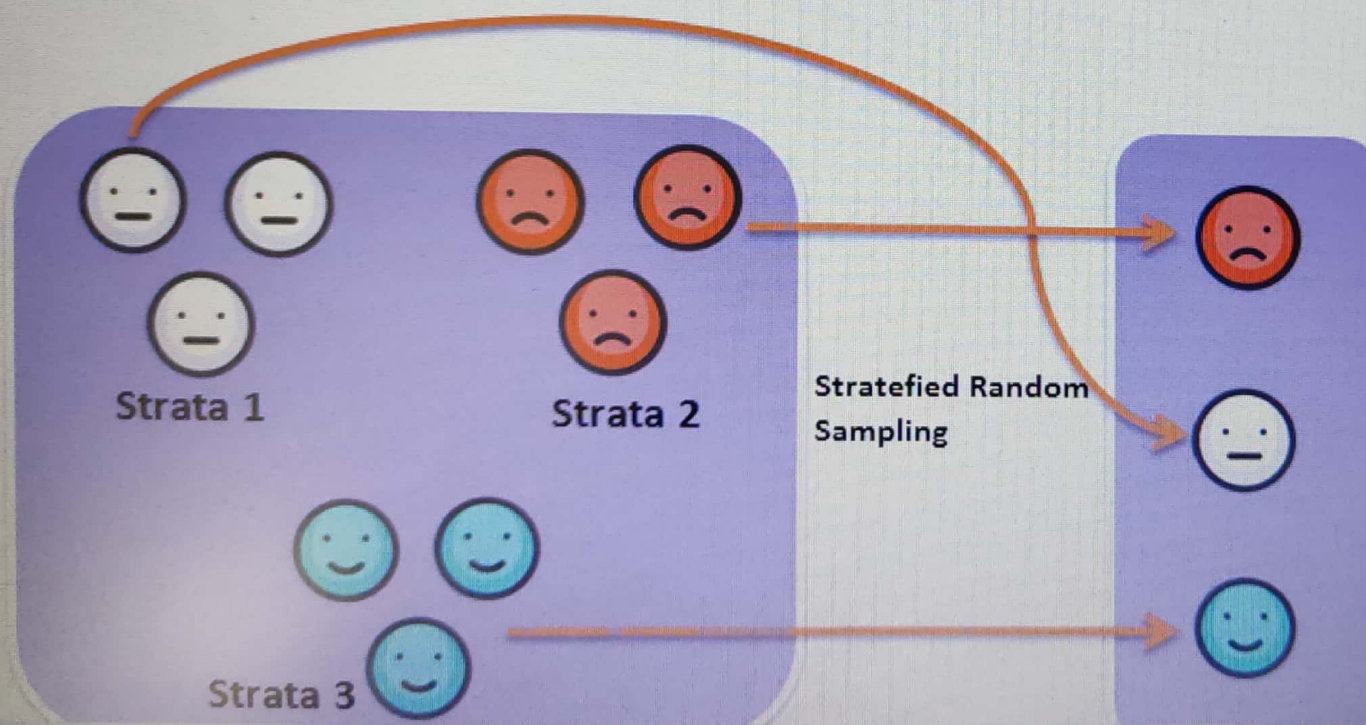 Strata 1
Strata 2
Stratefied Random
Sampling
Strata 3